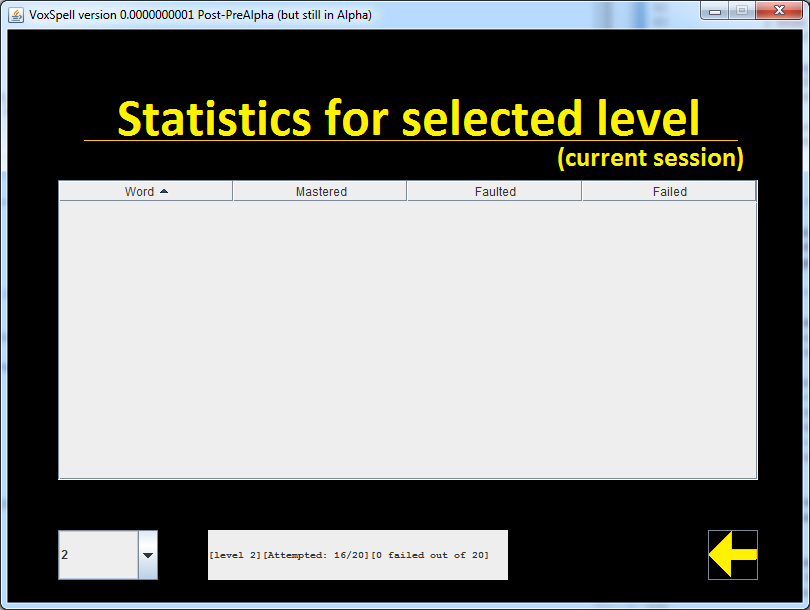 VoxSpell version 0.0000000001 Post-PreAlpha (but still in Alpha)
Statistics for selected level
(current session)
Word Mastered Faulted Failed
2
[level 2][Attempted: 16/20][0 failed out of 20]